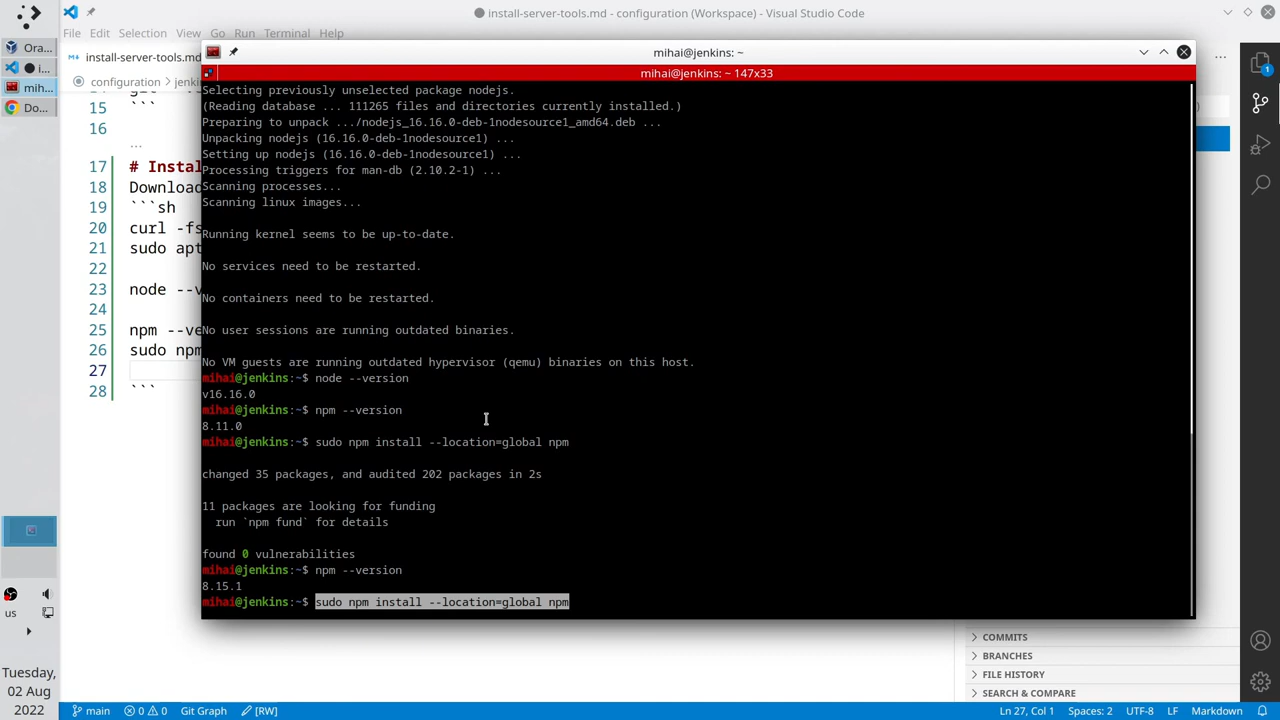 install-server-tools.md - configuration (Workspace) - Visual Studio Code
File Edit Selection View Go Run Terminal Help
Ora...
i...
mih...
Do...
install-server-tools.md
configuration > jenki
15 ```
16
...
17 # Instal
18 Download
19 ```sh
20 curl -fs
21 sudo apt
22
23 node --v
24
25 npm --ve
26 sudo npm
27
28 ```
mihai@jenkins: ~
mihai@jenkins: ~ 147x33
Selecting previously unselected package nodejs.
(Reading database ... 111265 files and directories currently installed.)
Preparing to unpack .../nodejs_16.16.0-deb-1nodesource1_amd64.deb ...
Unpacking nodejs (16.16.0-deb-1nodesource1) ...
Setting up nodejs (16.16.0-deb-1nodesource1) ...
Processing triggers for man-db (2.10.2-1) ...
Scanning processes...
Scanning linux images...
Running kernel seems to be up-to-date.
No services need to be restarted.
No containers need to be restarted.
No user sessions are running outdated binaries.
No VM guests are running outdated hypervisor (qemu) binaries on this host.
mihai@jenkins:~$ node --version
v16.16.0
mihai@jenkins:~$ npm --version
8.11.0
mihai@jenkins:~$ sudo npm install --location=global npm
changed 35 packages, and audited 202 packages in 2s
11 packages are looking for funding
run `npm fund` for details
found 0 vulnerabilities
mihai@jenkins:~$ npm --version
8.15.1
mihai@jenkins:~$ sudo npm install --location=global npm
1
COMMITS
BRANCHES
FILE HISTORY
SEARCH & COMPARE
us
Tuesday,
02 Aug
2022
main 0 0 Git Graph [RW]
Ln 27, Col 1 Spaces: 2 UTF-8 LF Markdown